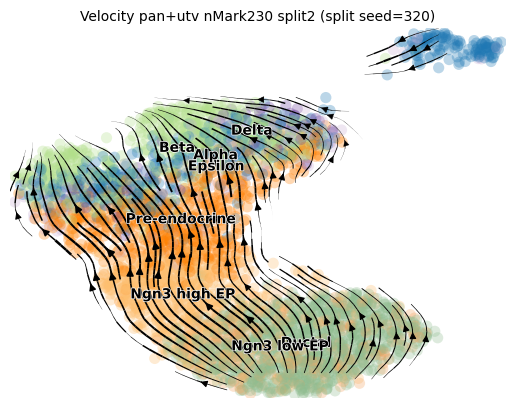 Velocity pan+utv nMark230 split2 (split seed=320)
Delta
Beta
Alpha
Epsilon
Pre-endocrine
Ngn3 high EP
Ductal
Ngn3 low EP